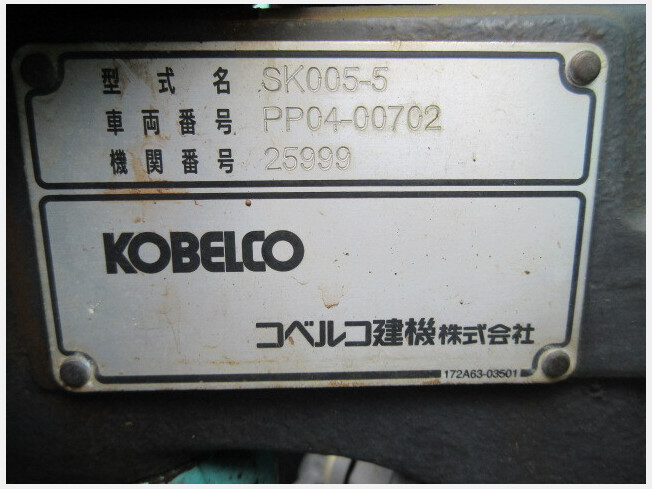 型式名 SK005-5
車両番号 PP04-00702
機関番号 25999
KOBELCO
コベルコ建機株式会社
172A63-03501